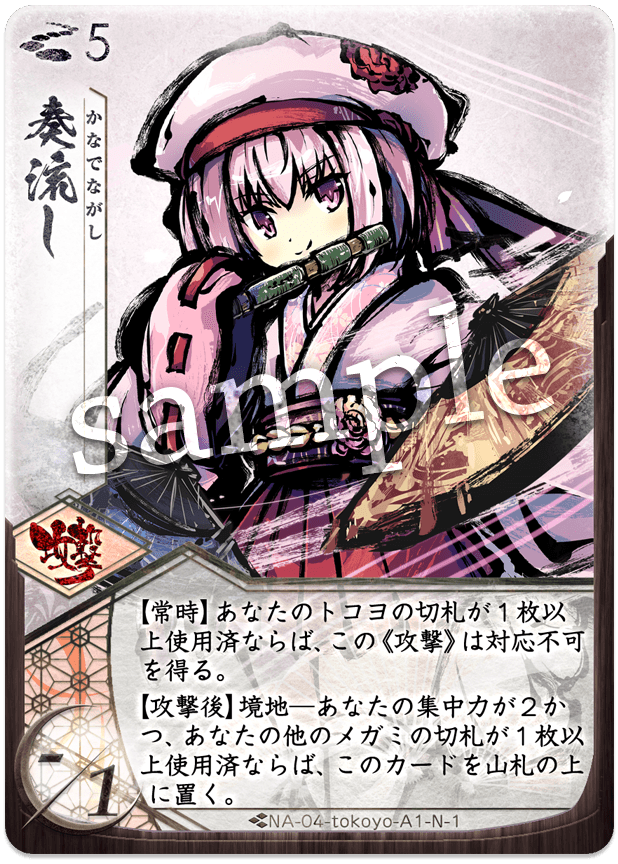 5
奏流し
かなでながし
sample
攻撃
【常時】あなたのトコヨの切札が1枚以
上使用済ならば、この《攻撃》は対応不可
を得る。
【攻撃後】境地─あなたの集中力が2か
つ、あなたの他のメガミの切札が1枚以
上使用済ならば、このカードを山札の上
に置く。
-/1
NA-04-tokoyo-A1-N-1